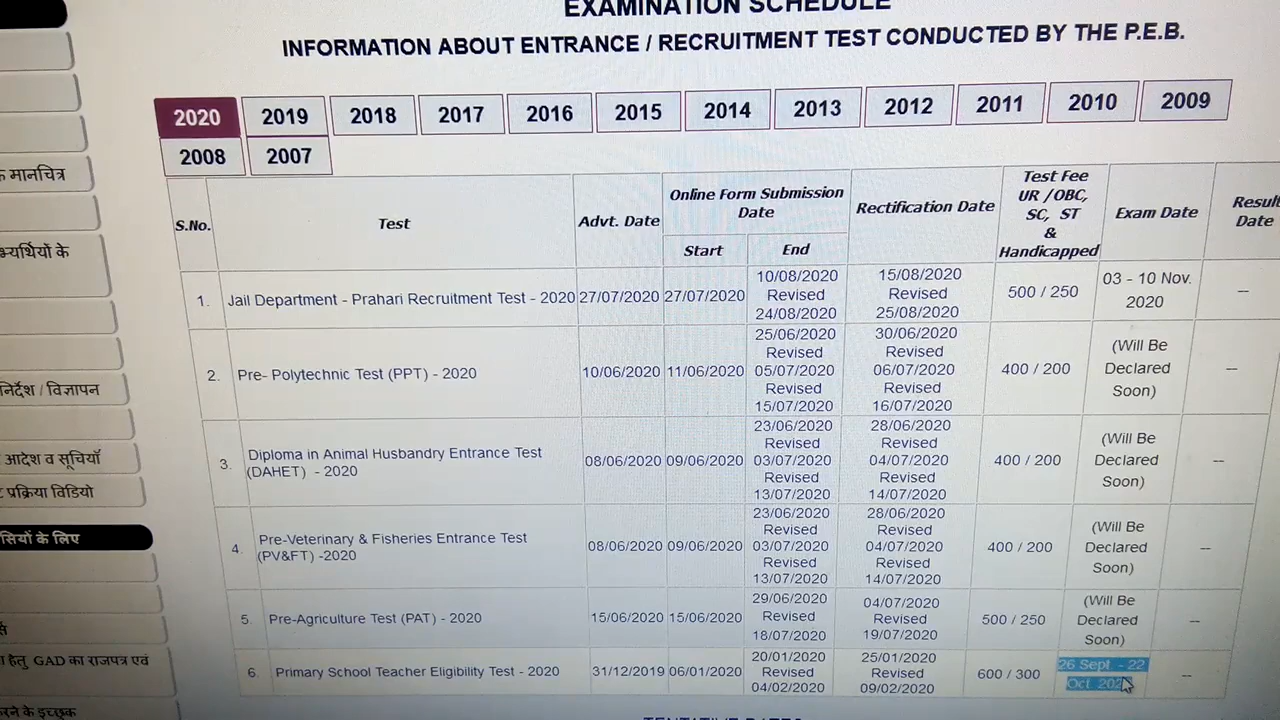 EXAMINATION SCHEDULE
INFORMATION ABOUT ENTRANCE / RECRUITMENT TEST CONDUCTED BY THE P.E.B.
2020 2019 2018 2017 2016 2015 2014 2013 2012 2011 2010 2009
2008 2007
S.No. Test Advt. Date Online Form Submission Date Rectification Date Test Fee UR /OBC, SC, ST & Handicapped Exam Date Result Date
Start End
1. Jail Department - Prahari Recruitment Test - 2020 27/07/2020 27/07/2020 10/08/2020 Revised 24/08/2020 15/08/2020 Revised 25/08/2020 500 / 250 03 - 10 Nov. 2020 --
2. Pre- Polytechnic Test (PPT) - 2020 10/06/2020 11/06/2020 25/06/2020 Revised 05/07/2020 Revised 15/07/2020 30/06/2020 Revised 06/07/2020 Revised 16/07/2020 400 / 200 (Will Be Declared Soon) --
3. Diploma in Animal Husbandry Entrance Test (DAHET) - 2020 08/06/2020 09/06/2020 23/06/2020 Revised 03/07/2020 Revised 13/07/2020 28/06/2020 Revised 04/07/2020 Revised 14/07/2020 400 / 200 (Will Be Declared Soon) --
4. Pre-Veterinary & Fisheries Entrance Test (PV&FT) -2020 08/06/2020 09/06/2020 23/06/2020 Revised 03/07/2020 Revised 13/07/2020 28/06/2020 Revised 04/07/2020 Revised 14/07/2020 400 / 200 (Will Be Declared Soon) --
5. Pre-Agriculture Test (PAT) - 2020 15/06/2020 15/06/2020 29/06/2020 Revised 18/07/2020 04/07/2020 Revised 19/07/2020 500 / 250 (Will Be Declared Soon) --
6. Primary School Teacher Eligibility Test - 2020 31/12/2019 06/01/2020 20/01/2020 Revised 04/02/2020 25/01/2020 Revised 09/02/2020 600 / 300 26 Sept. - 22 Oct. --
मानचित्र
के
निर्देश / विज्ञापन
आदेश व सूचियाँ
प्रक्रिया विडियो
के लिए
हेतु GAD का राजपत्र एवं
के इच्छुक